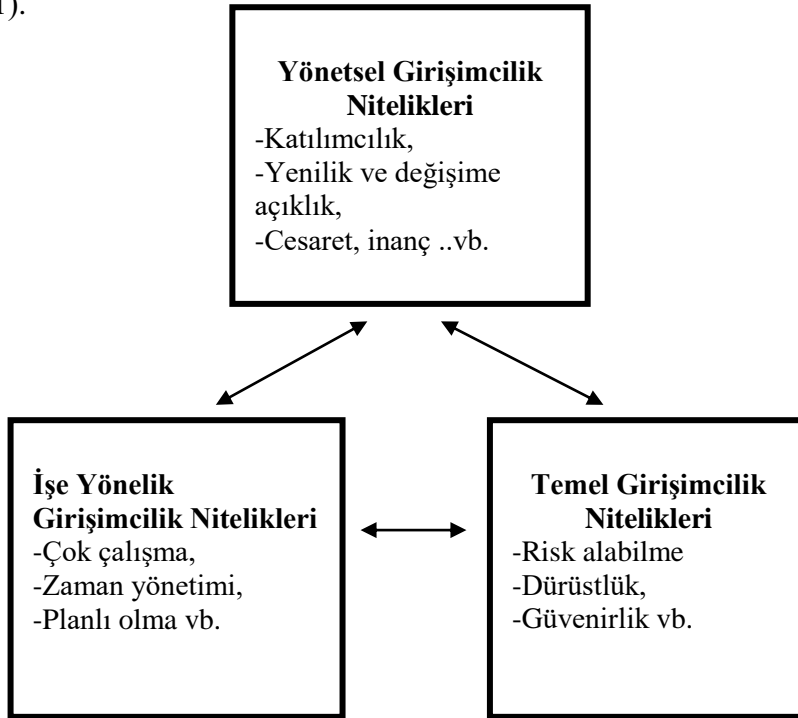 1).
Yönetsel Girişimcilik
Nitelikleri
-Katılımcılık,
-Yenilik ve değişime
açıklık,
-Cesaret, inanç ..vb.
İşe Yönelik
Girişimcilik Nitelikleri
-Çok çalışma,
-Zaman yönetimi,
-Planlı olma vb.
Temel Girişimcilik
Nitelikleri
-Risk alabilme
-Dürüstlük,
-Güvenirlik vb.